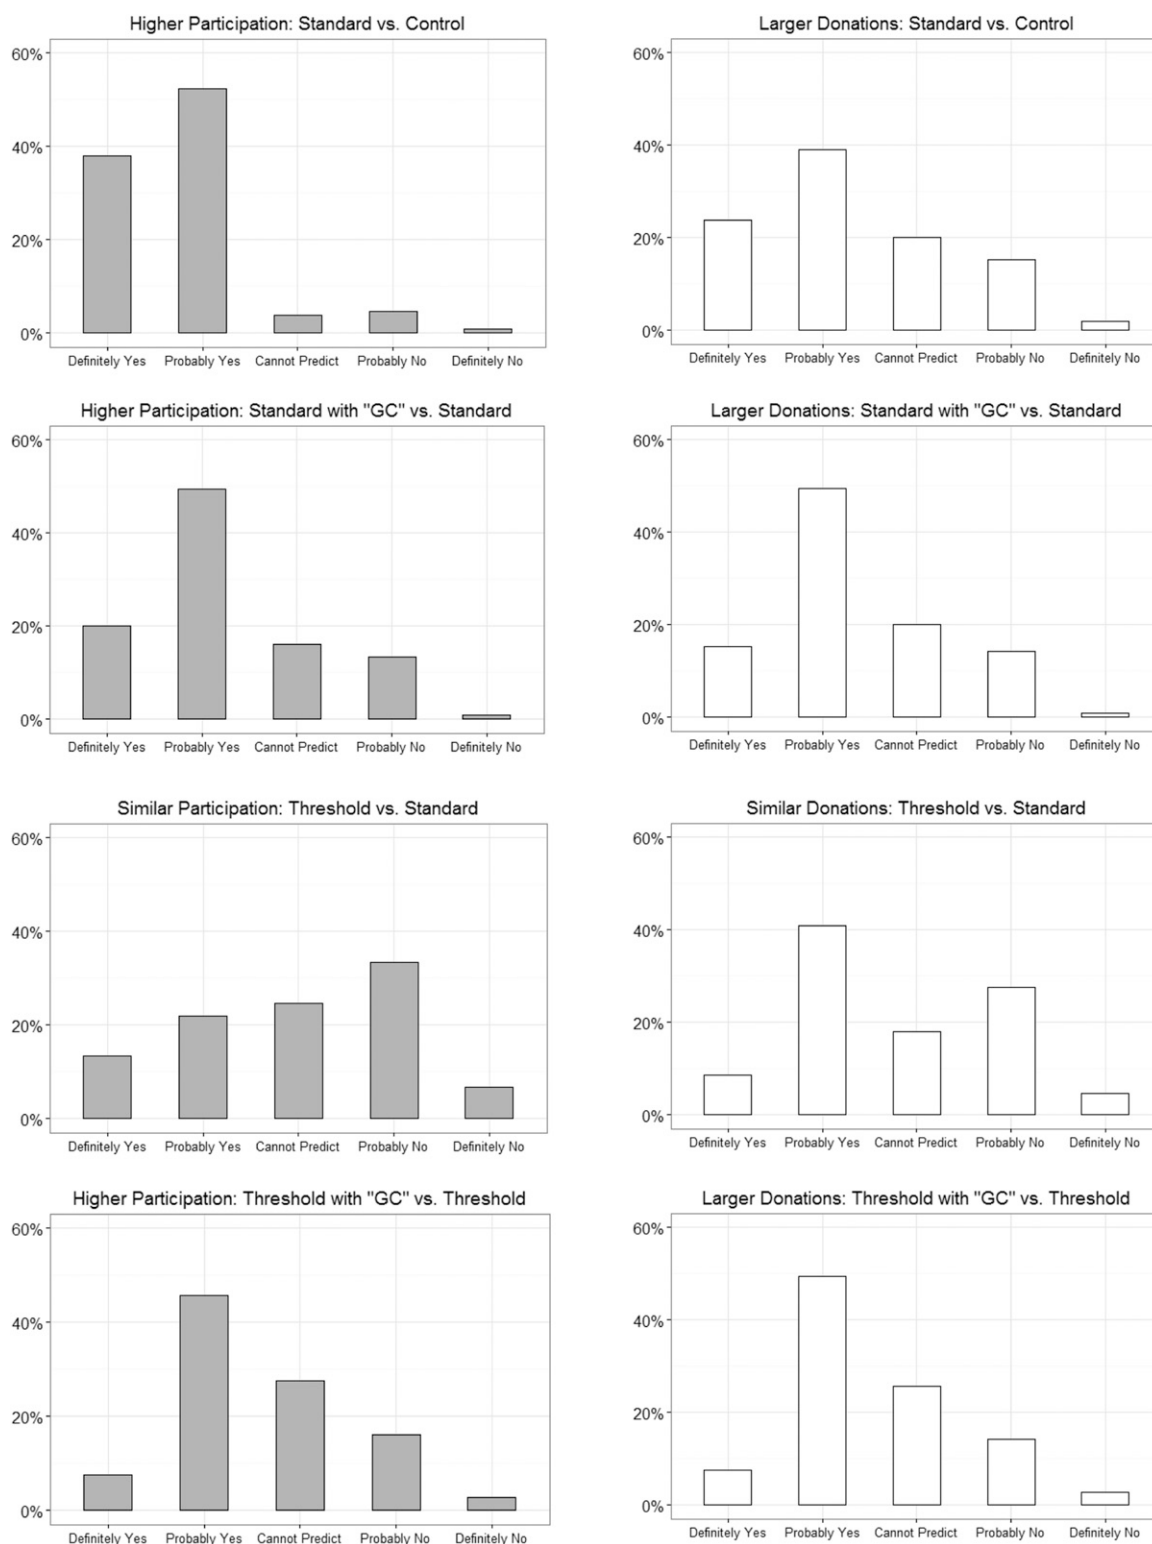 Higher Participation: Standard vs. Control
60%
40%
20%
0%
Definitely Yes Probably Yes Cannot Predict Probably No Definitely No
Larger Donations: Standard vs. Control
60%
40%
20%
0%
Definitely Yes Probably Yes Cannot Predict Probably No Definitely No
Higher Participation: Standard with "GC" vs. Standard
60%
40%
20%
0%
Definitely Yes Probably Yes Cannot Predict Probably No Definitely No
Larger Donations: Standard with "GC" vs. Standard
60%
40%
20%
0%
Definitely Yes Probably Yes Cannot Predict Probably No Definitely No
Similar Participation: Threshold vs. Standard
60%
40%
20%
0%
Definitely Yes Probably Yes Cannot Predict Probably No Definitely No
Similar Donations: Threshold vs. Standard
60%
40%
20%
0%
Definitely Yes Probably Yes Cannot Predict Probably No Definitely No
Higher Participation: Threshold with "GC" vs. Threshold
60%
40%
20%
0%
Definitely Yes Probably Yes Cannot Predict Probably No Definitely No
Larger Donations: Threshold with "GC" vs. Threshold
60%
40%
20%
0%
Definitely Yes Probably Yes Cannot Predict Probably No Definitely No